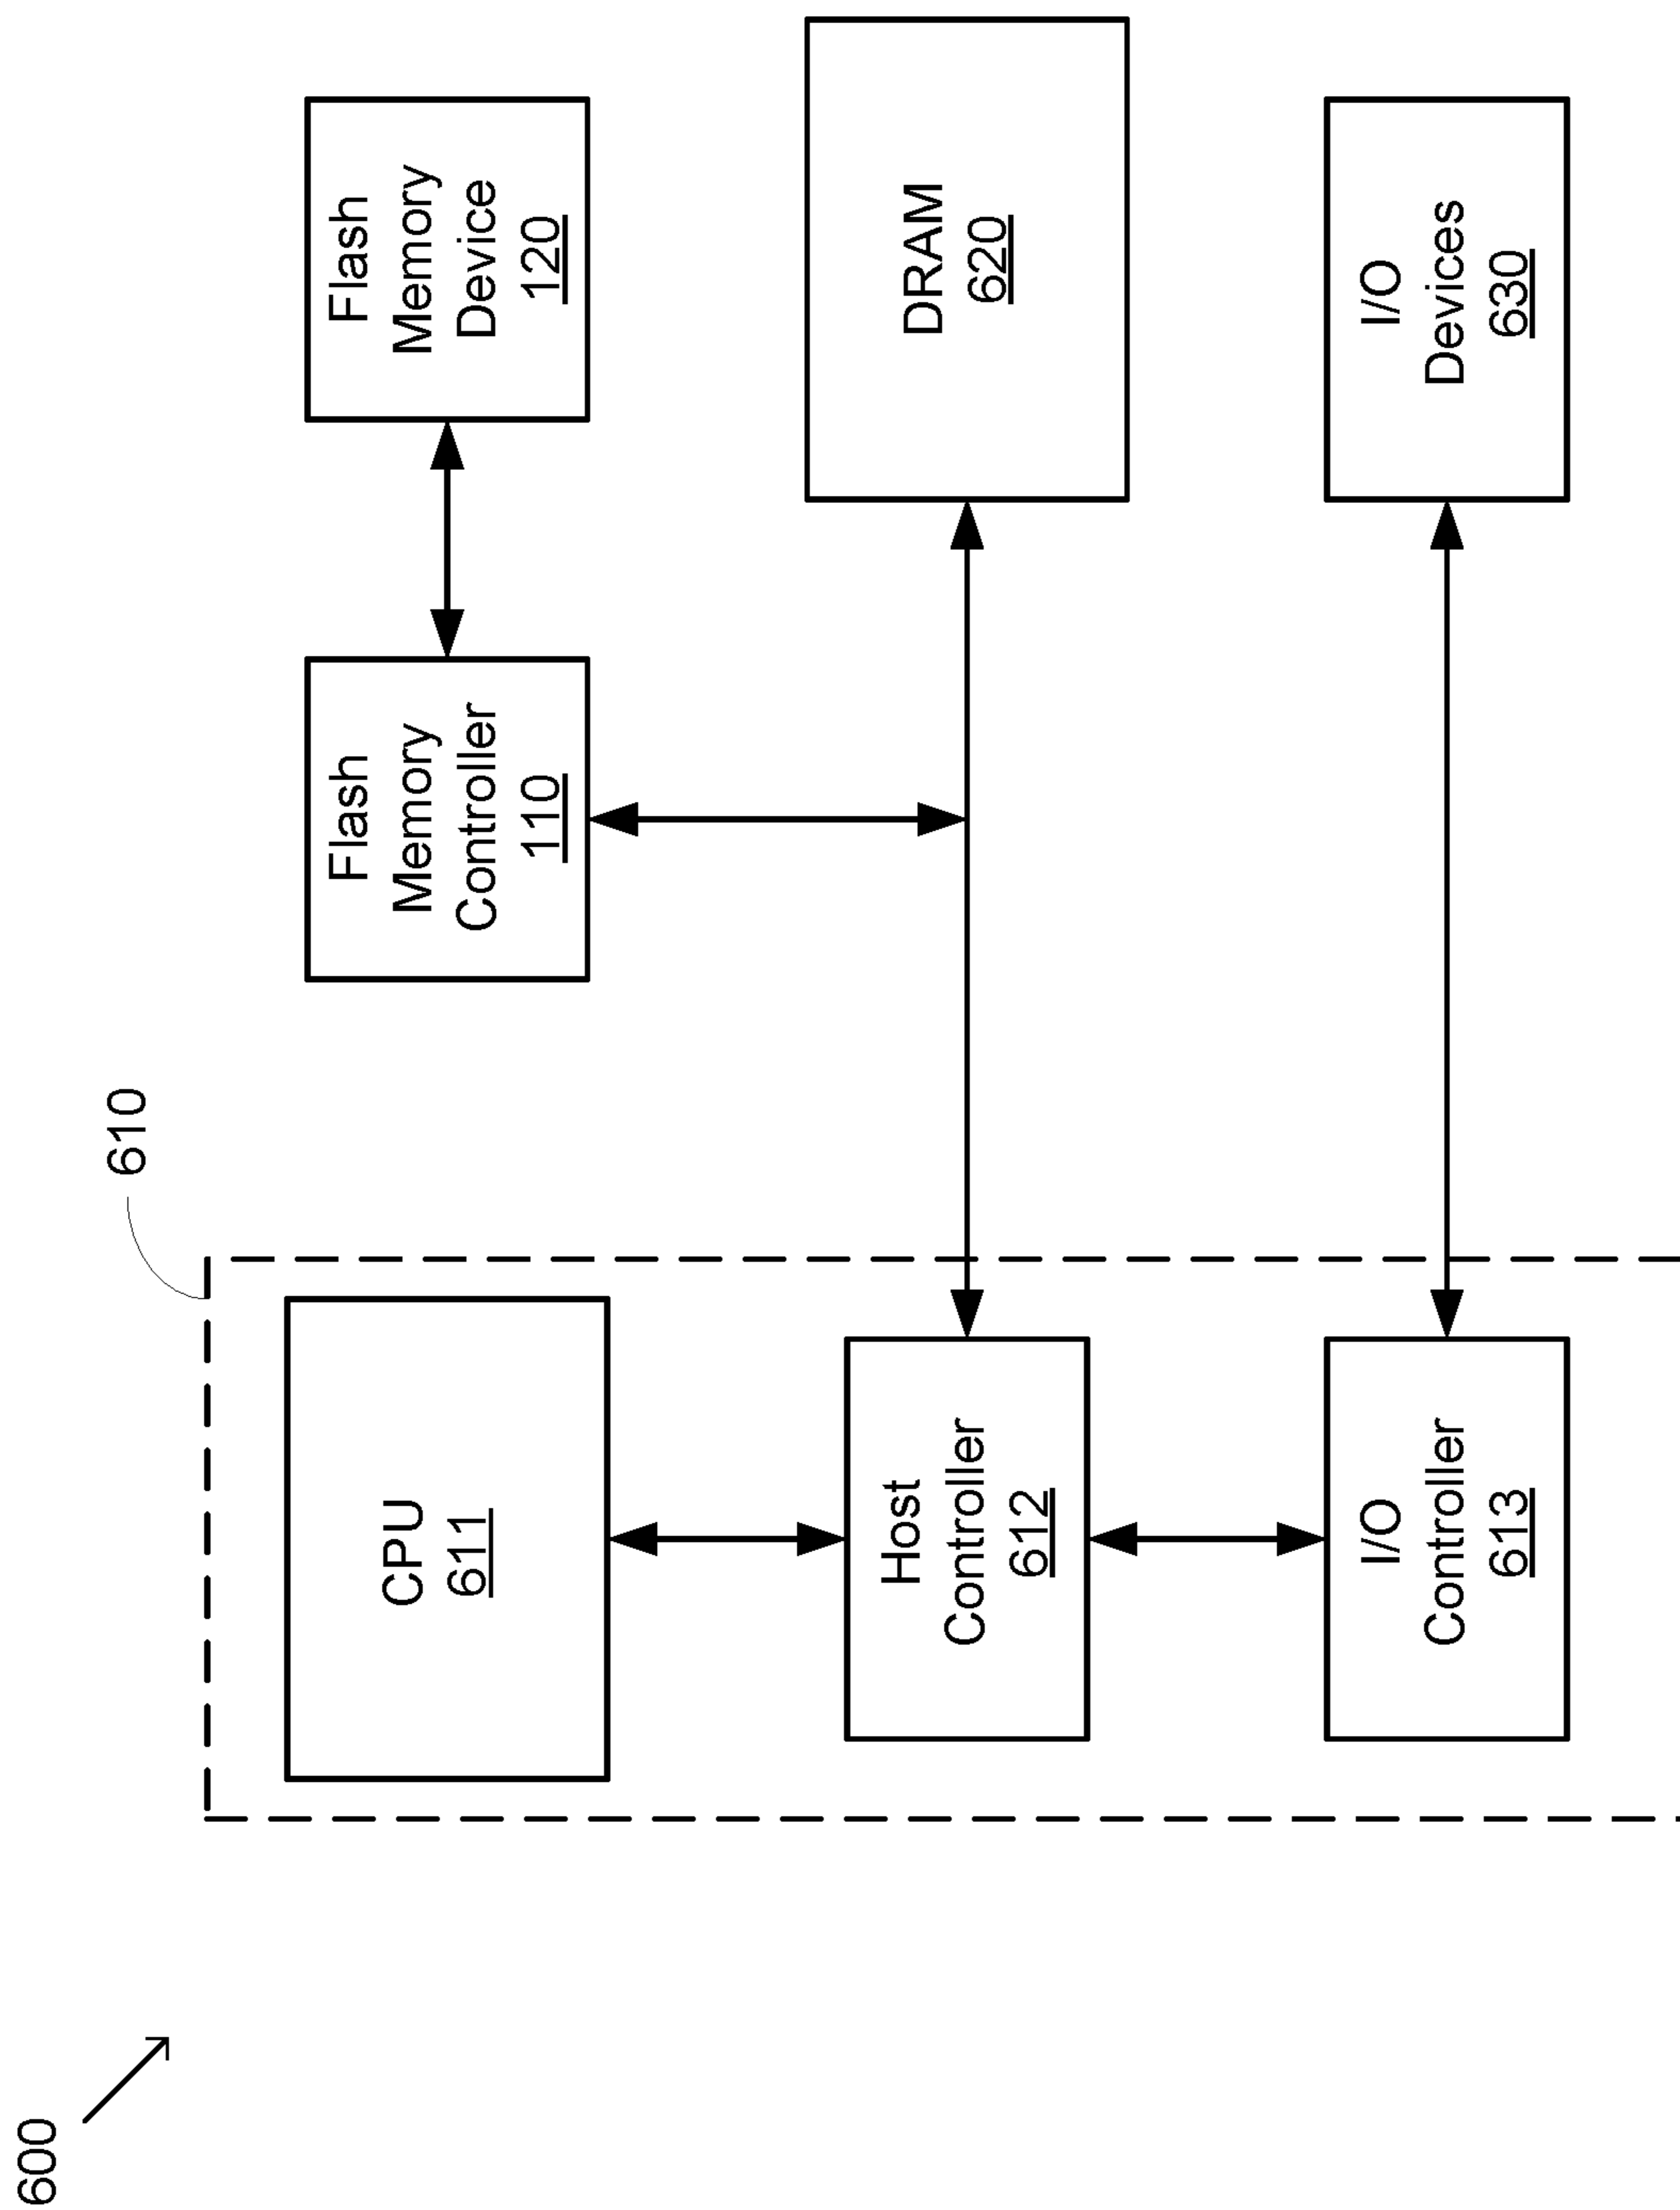 600
610
CPU
611
Flash
Memory
Controller
110
Flash
Memory
Device
120
Host
Controller
612
DRAM
620
I/O
Controller
613
I/O
Devices
630